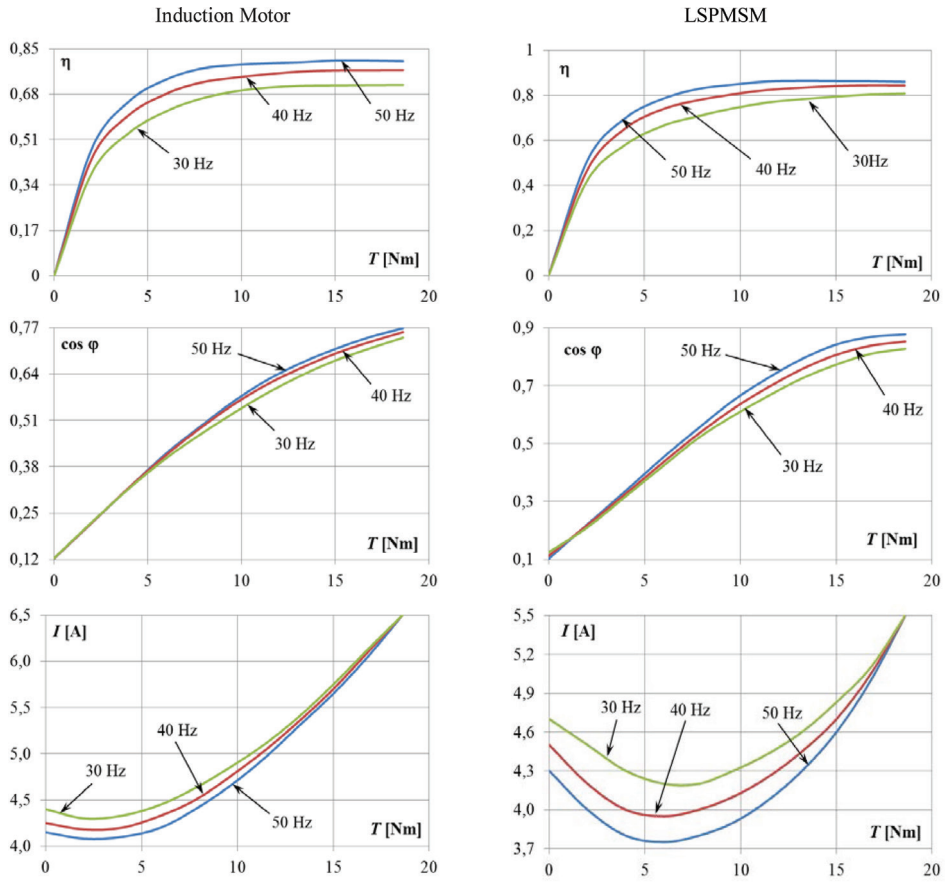 Induction Motor
LSPMSM
0,85
η
0,68
0,51
0,34
0,17
0
40 Hz
50 Hz
30 Hz
T [Nm]
0
5
10
15
20
1
η
0,8
0,6
0,4
0,2
0
50 Hz
40 Hz
30Hz
T [Nm]
0
5
10
15
20
0,77
cos φ
0,64
0,51
0,38
0,25
0,12
50 Hz
40 Hz
30 Hz
T [Nm]
0
5
10
15
20
0,9
cos φ
0,7
0,5
0,3
0,1
50 Hz
40 Hz
30 Hz
T [Nm]
0
5
10
15
20
6,5
I [A]
6,0
5,5
5,0
4,5
4,0
40 Hz
30 Hz
50 Hz
T [Nm]
0
5
10
15
20
5,5
I [A]
5,2
4,9
4,6
4,3
4,0
3,7
30 Hz
40 Hz
50 Hz
T [Nm]
0
5
10
15
20